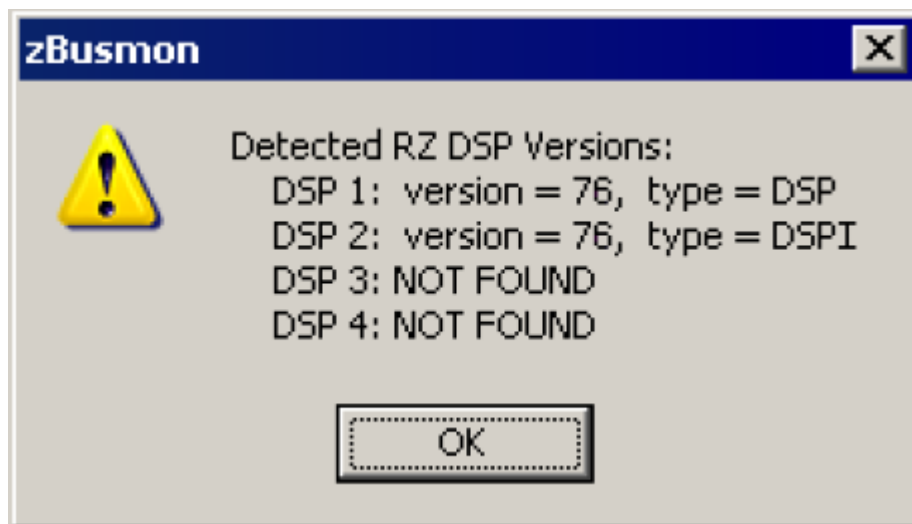 zBusmon
Detected RZ DSP Versions:
DSP 1: version = 76, type = DSP
DSP 2: version = 76, type = DSPI
DSP 3: NOT FOUND
DSP 4: NOT FOUND
OK